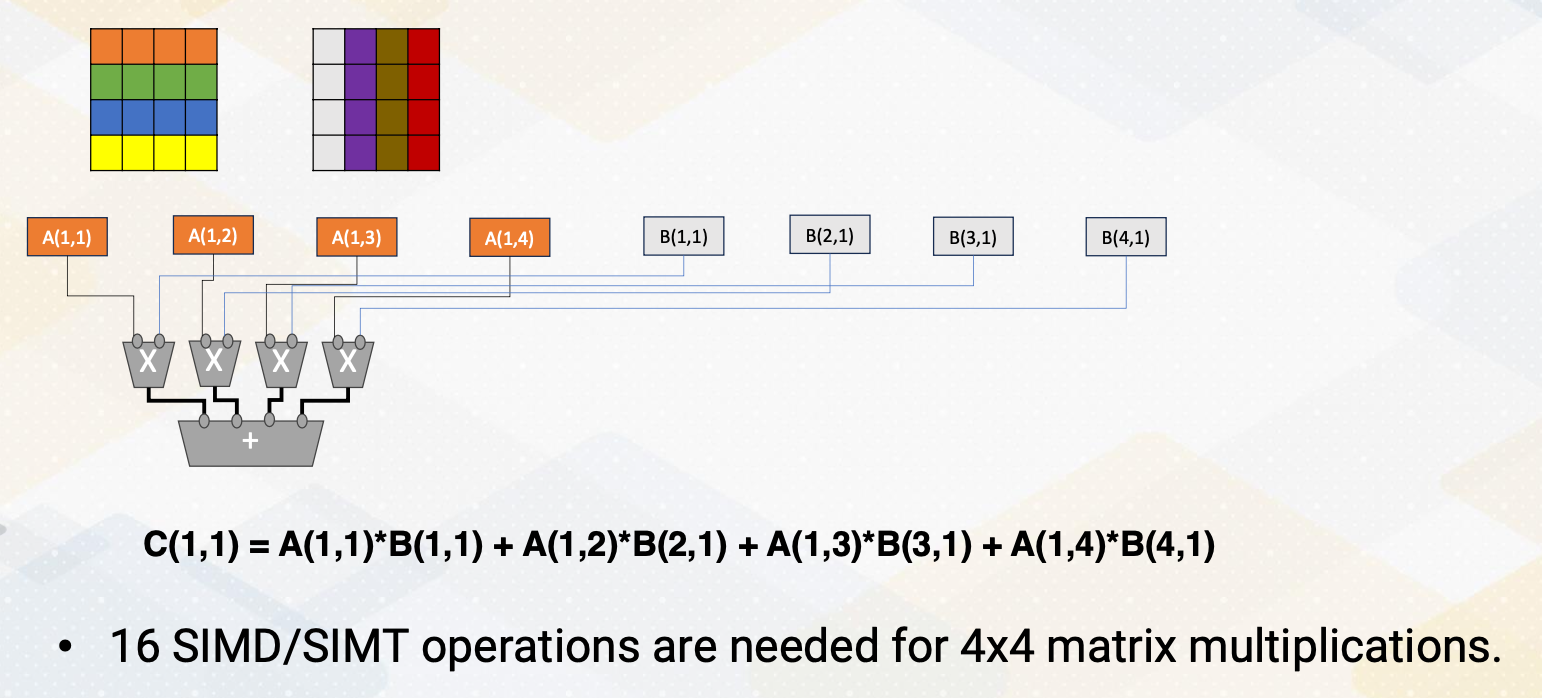 A(1,1) A(1,2) A(1,3) A(1,4) B(1,1) B(2,1) B(3,1) B(4,1)
X X X X
+
C(1,1) = A(1,1)*B(1,1) + A(1,2)*B(2,1) + A(1,3)*B(3,1) + A(1,4)*B(4,1)
• 16 SIMD/SIMT operations are needed for 4x4 matrix multiplications.